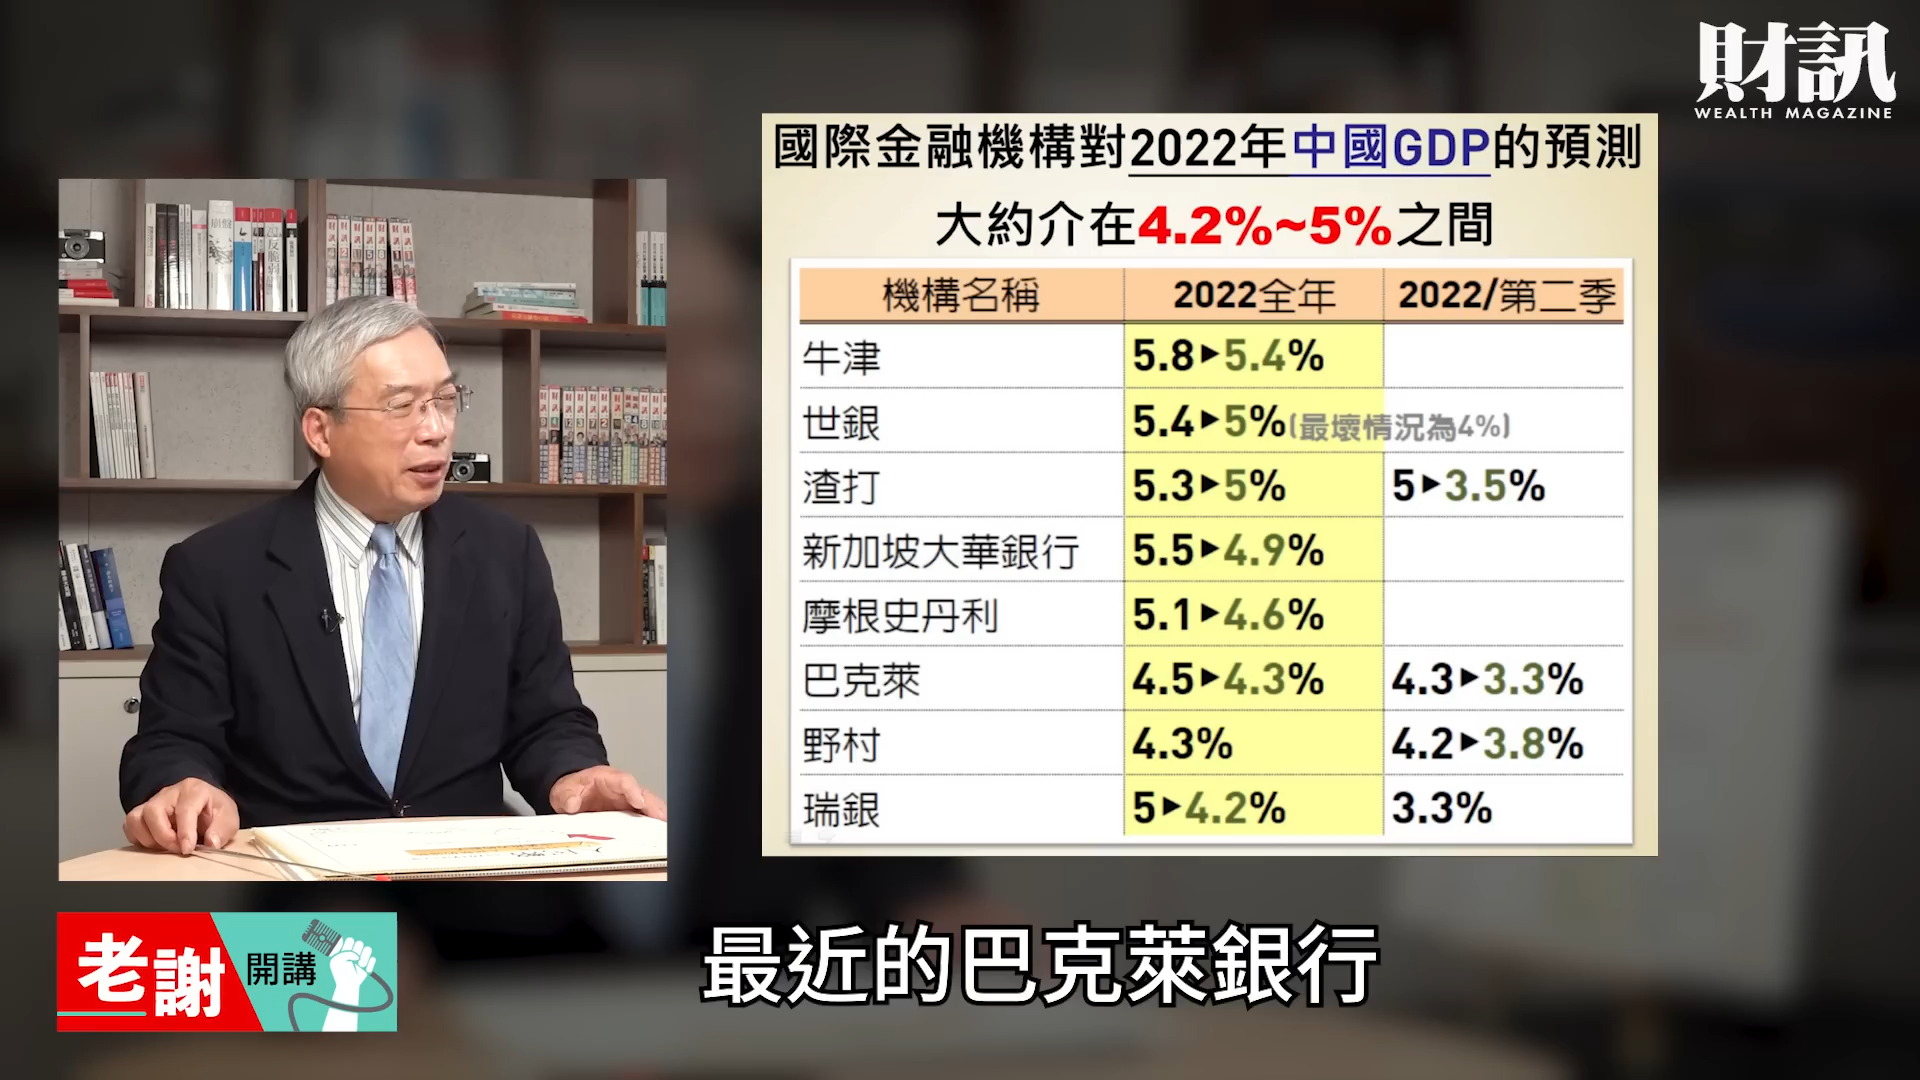 財訊
WEALTH MAGAZINE
國際金融機構對2022年中國GDP的預測
大約介在4.2%~5%之間
機構名稱 2022全年 2022/第二季
牛津 5.8▶5.4%
世銀 5.4▶5%(最壞情況為4%)
渣打 5.3▶5% 5▶3.5%
新加坡大華銀行 5.5▶4.9%
摩根史丹利 5.1▶4.6%
巴克萊 4.5▶4.3% 4.3▶3.3%
野村 4.3% 4.2▶3.8%
瑞銀 5▶4.2% 3.3%
崩盤
反脆弱
老謝 開講
最近的巴克萊銀行